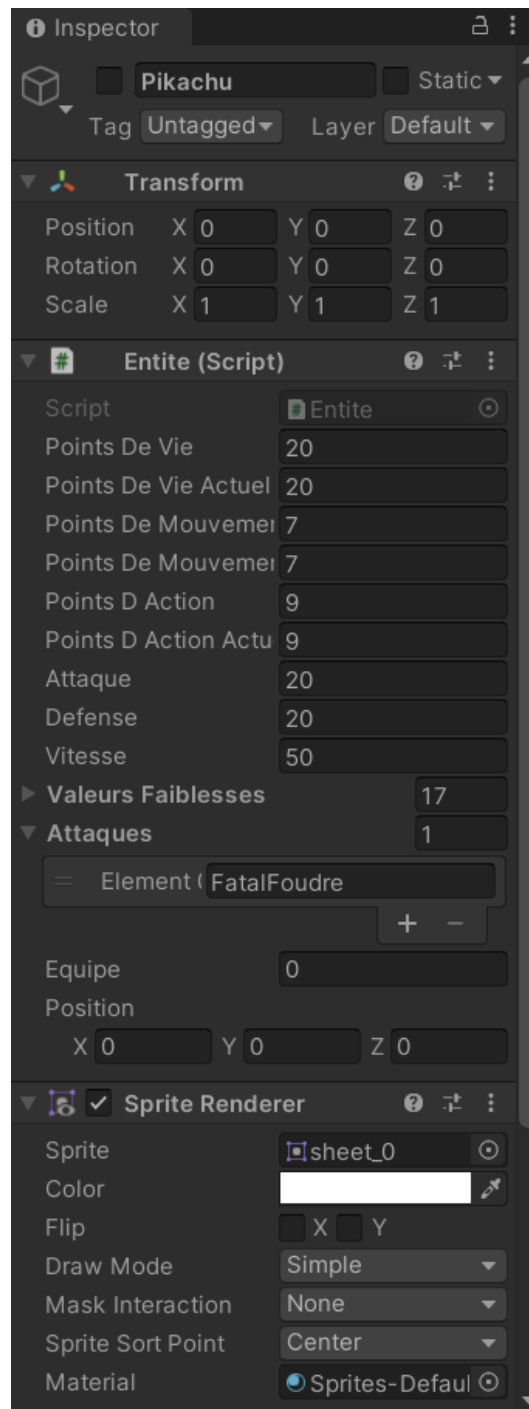 Inspector
Pikachu Static
Tag Untagged Layer Default
Transform
Position X 0 Y 0 Z 0
Rotation X 0 Y 0 Z 0
Scale X 1 Y 1 Z 1
# Entite (Script)
Script # Entite
Points De Vie 20
Points De Vie Actuel 20
Points De Mouvemer 7
Points De Mouvemer 7
Points D Action 9
Points D Action Actu 9
Attaque 20
Defense 20
Vitesse 50
Valeurs Faiblesses 17
Attaques 1
Element ( FatalFoudre
+ −
Equipe 0
Position
X 0 Y 0 Z 0
Sprite Renderer
Sprite sheet_0
Color
Flip X Y
Draw Mode Simple
Mask Interaction None
Sprite Sort Point Center
Material Sprites-Defaul